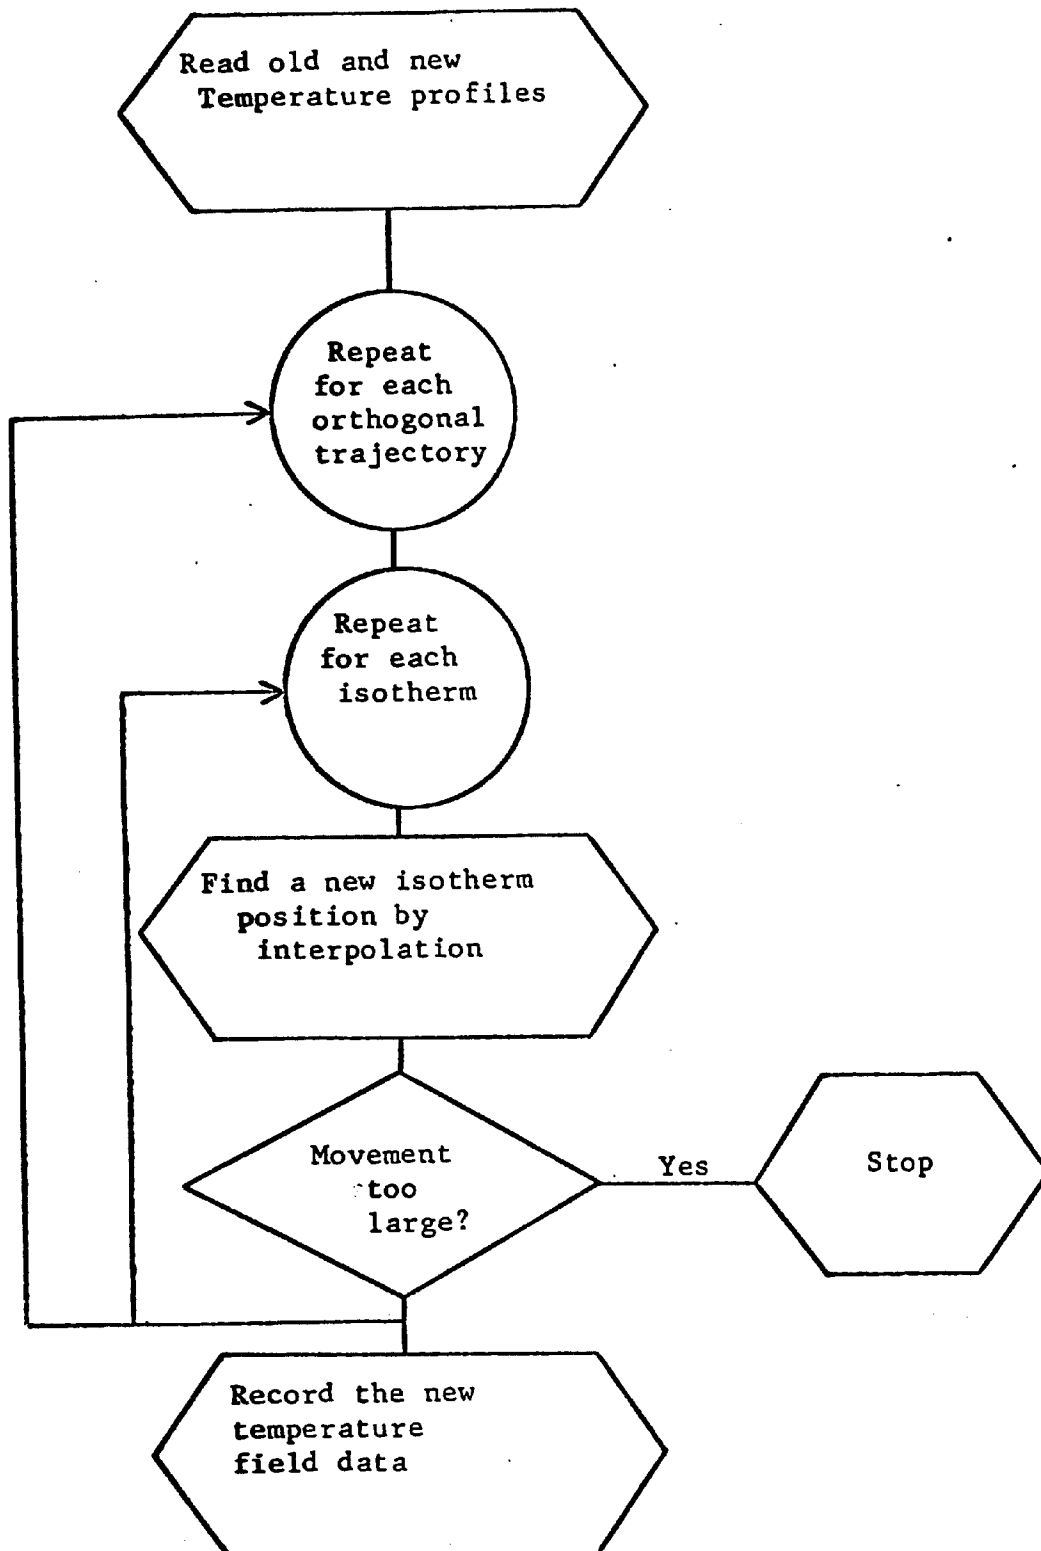 Read old and new
Temperature profiles
Repeat
for each
orthogonal
trajectory
Repeat
for each
isotherm
Find a new isotherm
position by
interpolation
Movement
too
large?
Yes
Stop
Record the new
temperature
field data